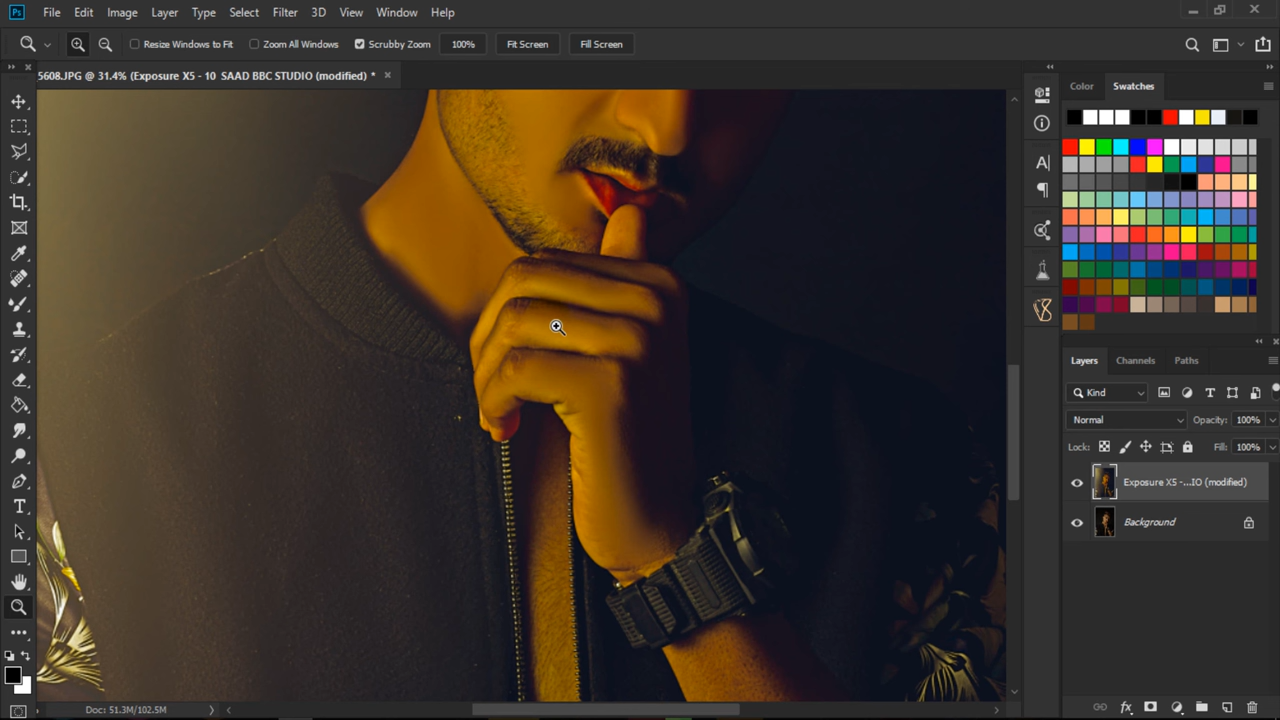 Ps File Edit Image Layer Type Select Filter 3D View Window Help
Resize Windows to Fit Zoom All Windows Scrubby Zoom 100% Fit Screen Fill Screen
5608.JPG @ 31.4% (Exposure X5 - 10 SAAD BBC STUDIO (modified) *
Color Swatches
Layers Channels Paths
Kind
Normal Opacity: 100%
Lock: Fill: 100%
Exposure X5 -...IO (modified)
Background
Doc: 51.3M/102.5M